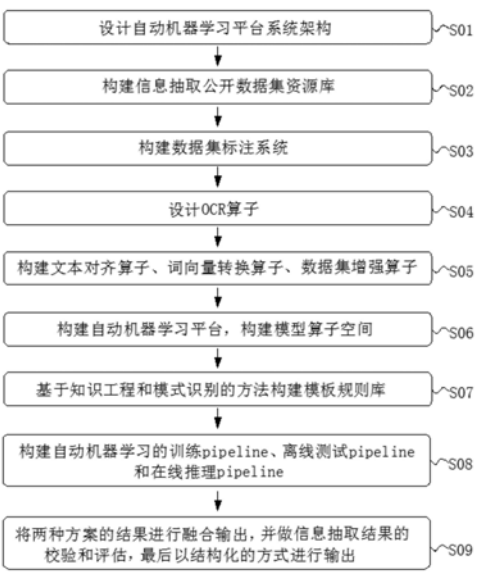 设计自动机器学习平台系统架构 S01
构建信息抽取公开数据集资源库 S02
构建数据集标注系统 S03
设计OCR算子 S04
构建文本对齐算子、词向量转换算子、数据集增强算子 S05
构建自动机器学习平台，构建模型算子空间 S06
基于知识工程和模式识别的方法构建模板规则库 S07
构建自动机器学习的训练pipeline、离线测试pipeline
和在线推理pipeline S08
将两种方案的结果进行融合输出，并做信息抽取结果的
校验和评估，最后以结构化的方式进行输出 S09